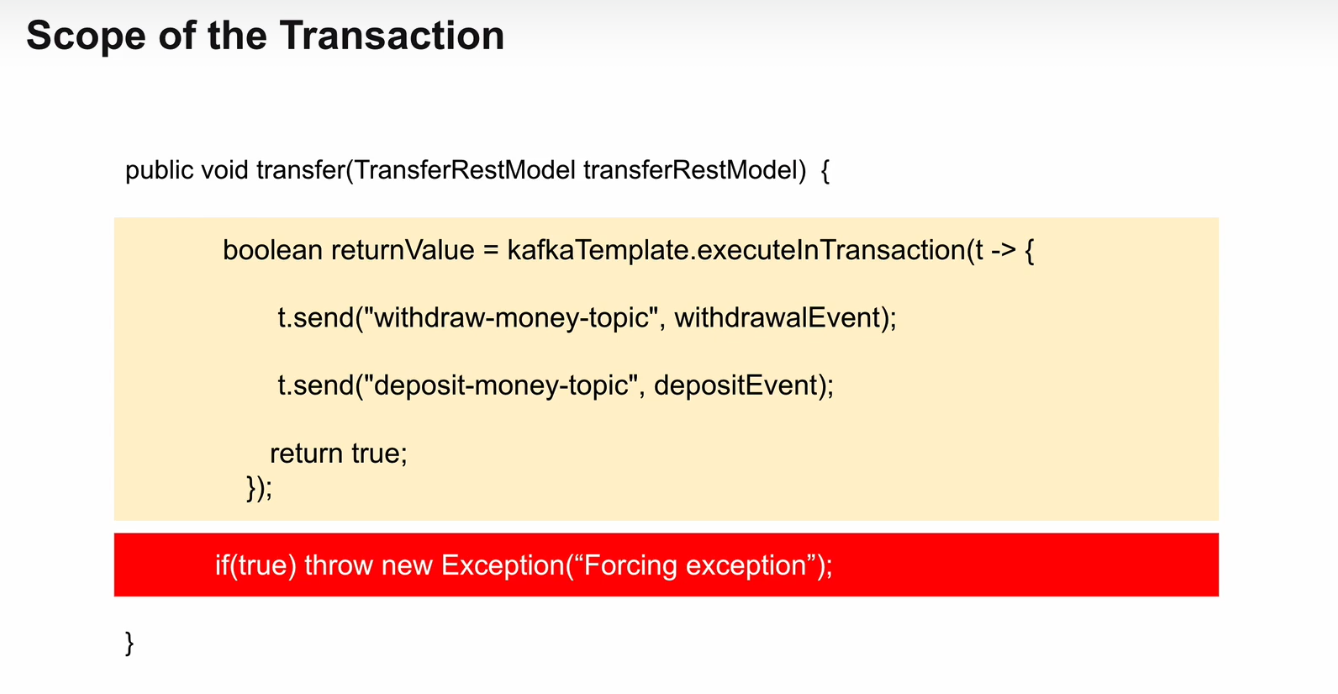 Scope of the Transaction
public void transfer(TransferRestModel transferRestModel) {
boolean returnValue = kafkaTemplate.executeInTransaction(t -> {
t.send("withdraw-money-topic", withdrawalEvent);
t.send("deposit-money-topic", depositEvent);
return true;
});
if(true) throw new Exception(“Forcing exception”);
}